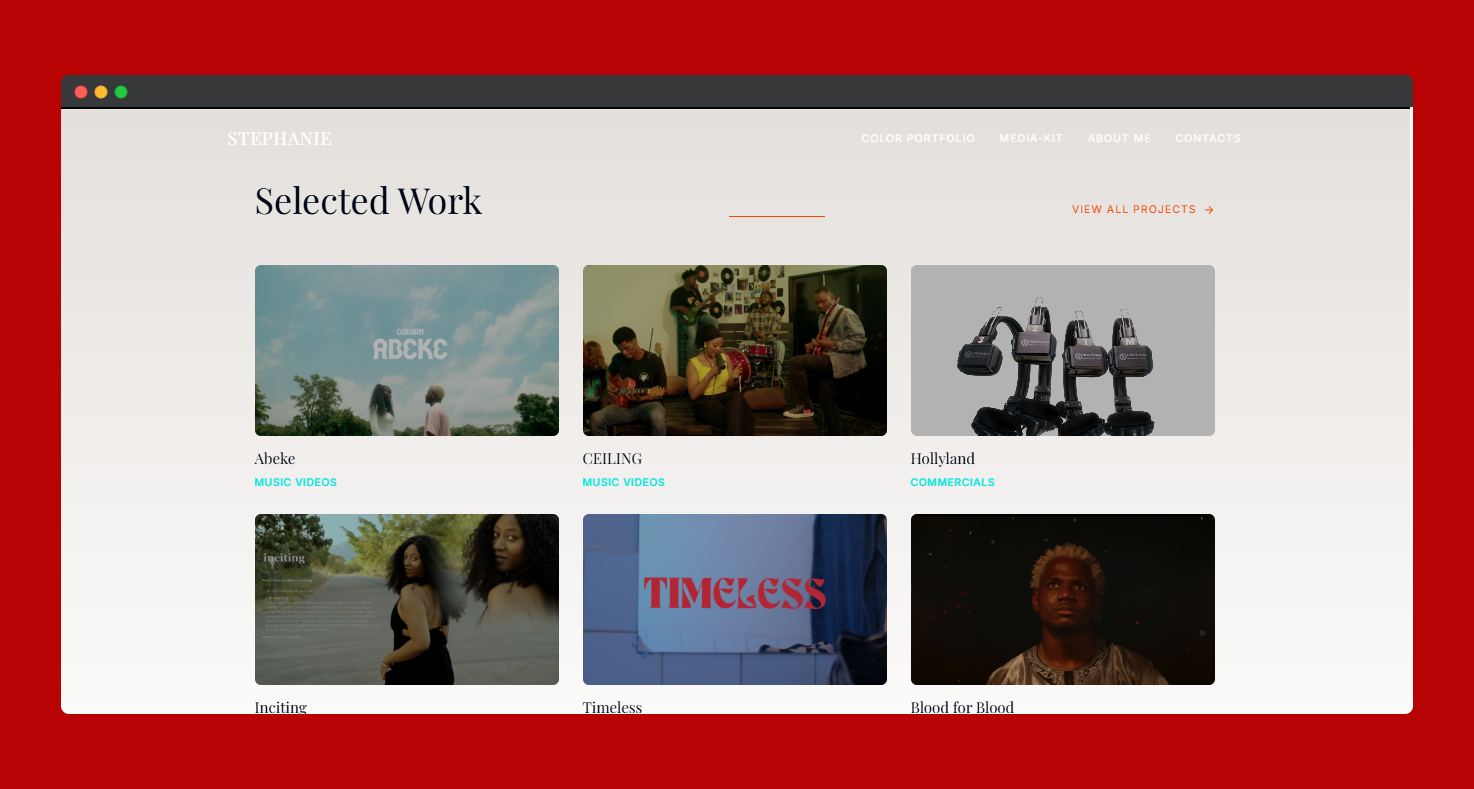 STEPHANIE
COLOR PORTFOLIO MEDIA-KIT ABOUT ME CONTACTS
Selected Work
VIEW ALL PROJECTS →
ABEKE
Abeke
MUSIC VIDEOS
CEILING
MUSIC VIDEOS
Hollyland
COMMERCIALS
inciting
TIMELESS
Inciting
Timeless
Blood for Blood